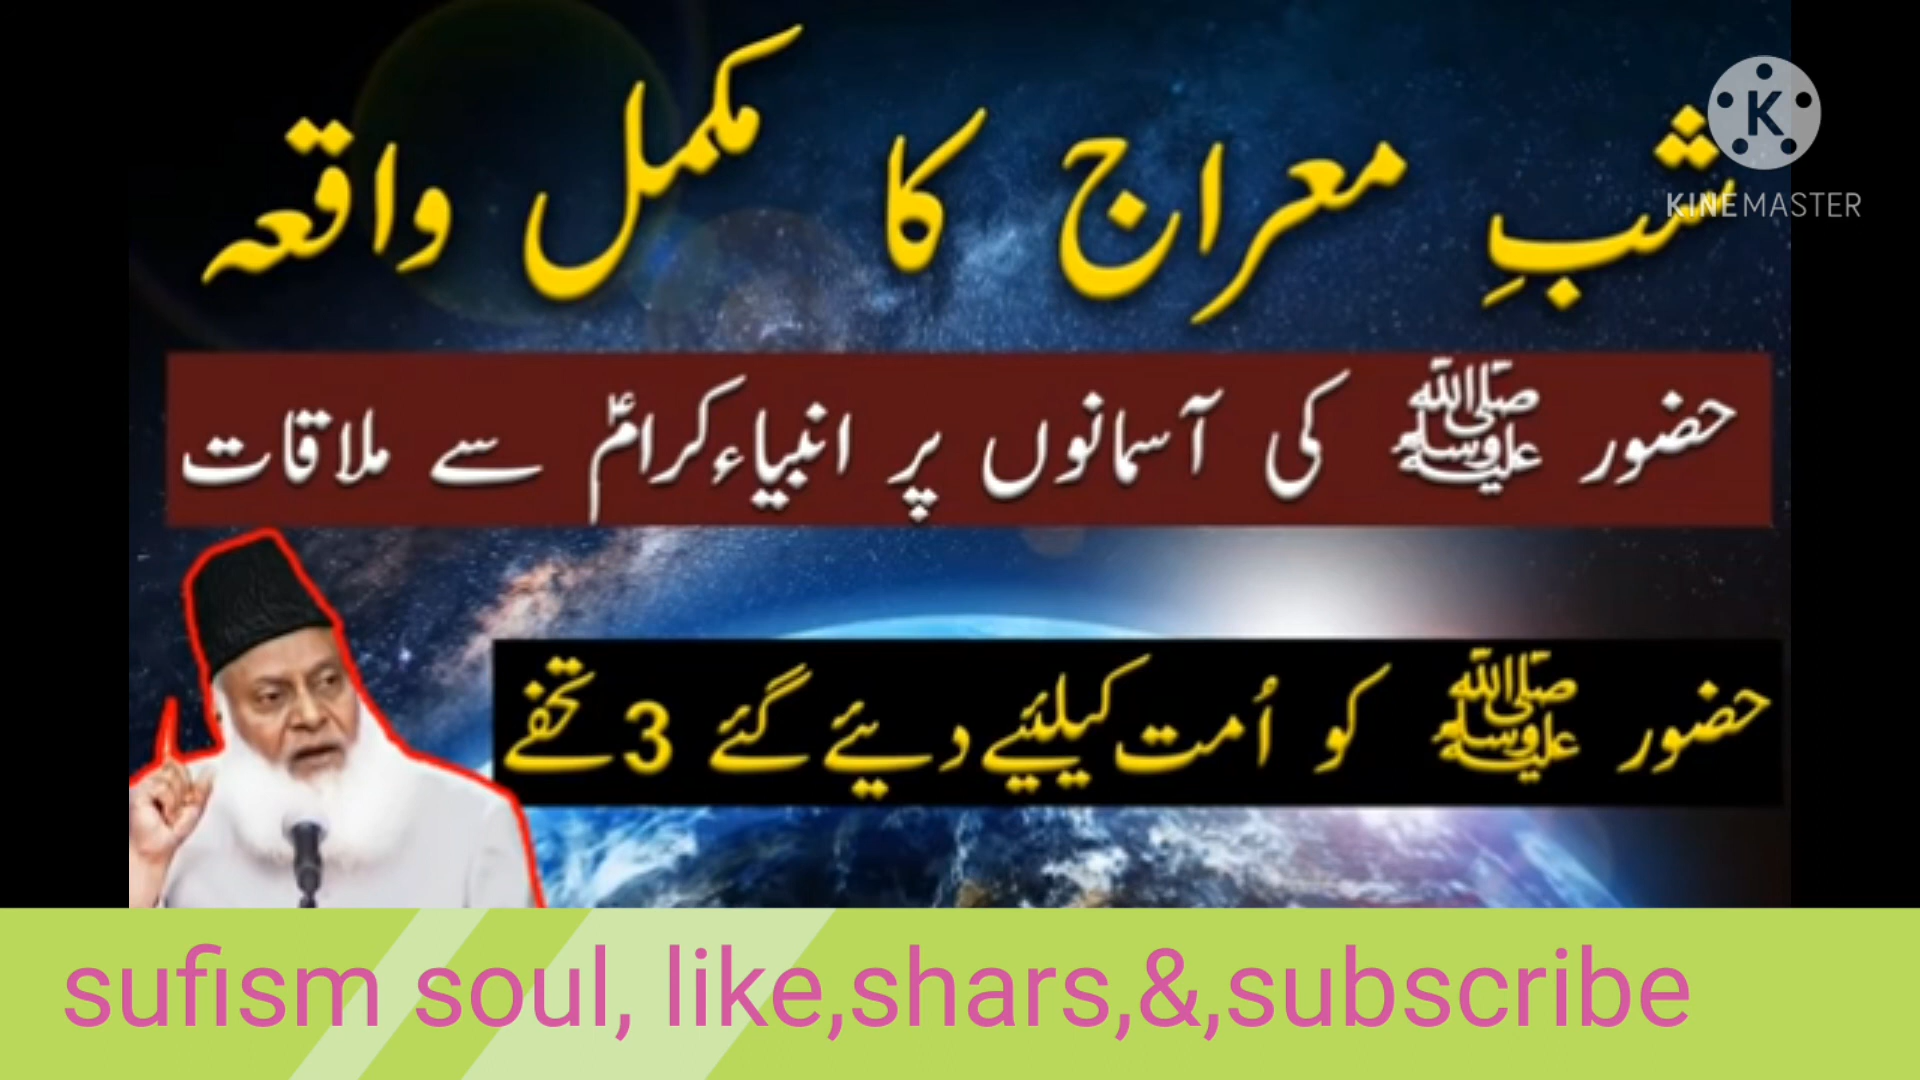 شبِ معراج کا مکمل واقعہ
K
KINEMASTER
حضور ﷺ کی آسمانوں پر انبیاء کرامؑ سے ملاقات
حضور ﷺ کو اُمت کیلئیے دیئے گئے 3 تحفے
sufism soul, like,shars,&,subscribe